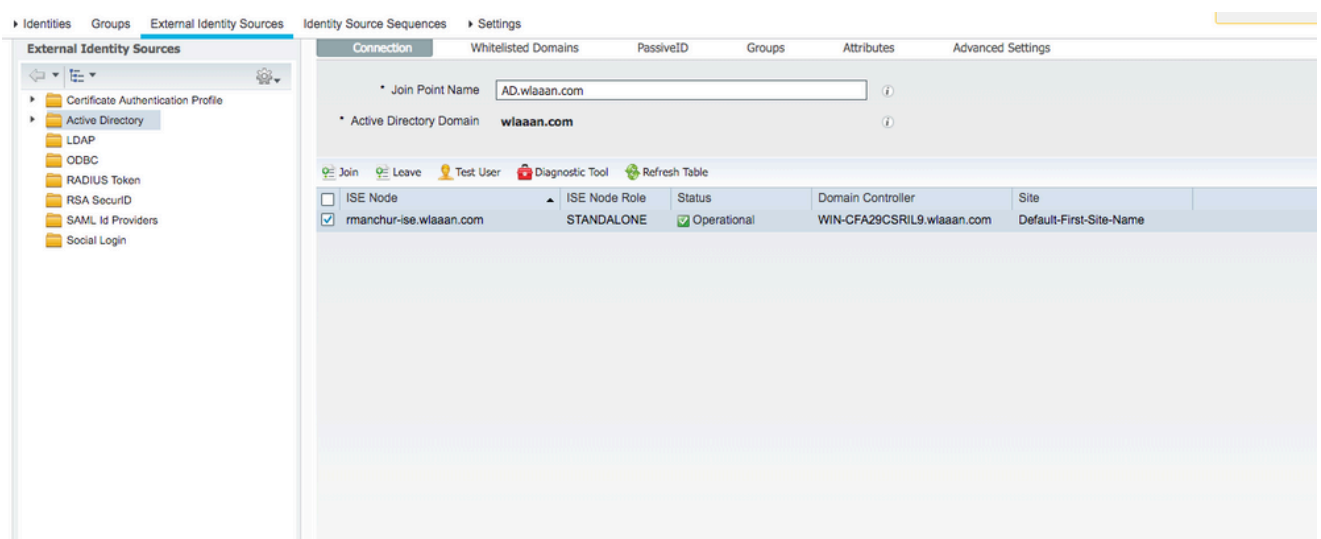 Identities Groups External Identity Sources Identity Source Sequences Settings
External Identity Sources
Certificate Authentication Profile
Active Directory
LDAP
ODBC
RADIUS Token
RSA SecurID
SAML Id Providers
Social Login
Connection Whitelisted Domains PassiveID Groups Attributes Advanced Settings
* Join Point Name AD.wlaaan.com
* Active Directory Domain wlaaan.com
Join Leave Test User Diagnostic Tool Refresh Table
ISE Node ISE Node Role Status Domain Controller Site
rmanchur-ise.wlaaan.com STANDALONE Operational WIN-CFA29CSRIL9.wlaaan.com Default-First-Site-Name